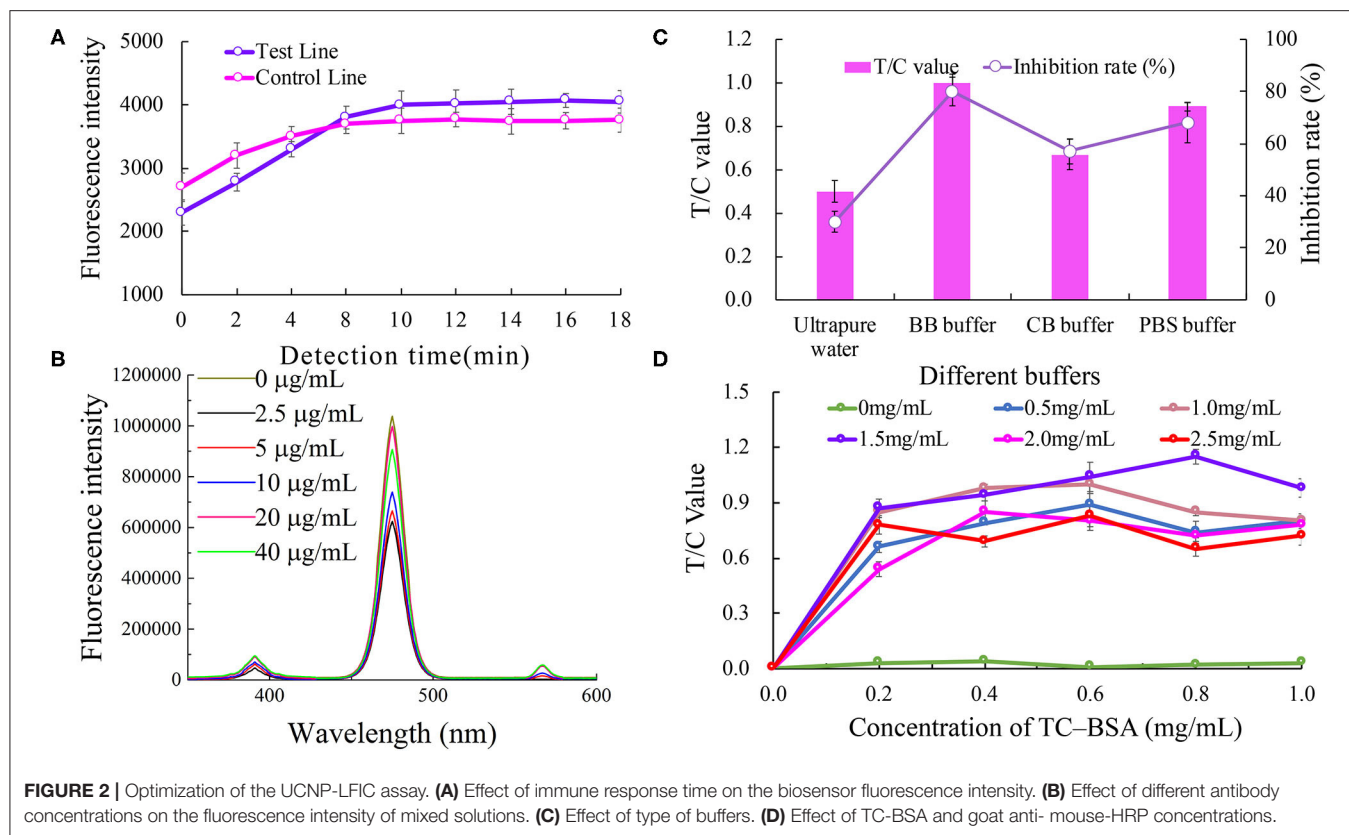 A
5000
4000
3000
2000
1000
Fluorescence intensity
Test Line
Control Line
0 2 4 8 10 12 14 16 18
Detection time(min)
B
1200000
1000000
800000
600000
400000
200000
0
Fluorescence intensity
0 μg/mL
2.5 μg/mL
5 μg/mL
10 μg/mL
20 μg/mL
40 μg/mL
400 500 600
Wavelength (nm)
C
1.2
1.0
0.8
0.6
0.4
0.2
0.0
T/C value
T/C value Inhibition rate (%)
100
80
60
40
20
0
Inhibition rate (%)
Ultrapure water BB buffer CB buffer PBS buffer
Different buffers
D
1.5
1.2
0.9
0.6
0.3
0.0
T/C Value
0mg/mL 0.5mg/mL 1.0mg/mL
1.5mg/mL 2.0mg/mL 2.5mg/mL
0.0 0.2 0.4 0.6 0.8 1.0
Concentration of TC–BSA (mg/mL)
FIGURE 2 | Optimization of the UCNP-LFIC assay. (A) Effect of immune response time on the biosensor fluorescence intensity. (B) Effect of different antibody
concentrations on the fluorescence intensity of mixed solutions. (C) Effect of type of buffers. (D) Effect of TC-BSA and goat anti- mouse-HRP concentrations.